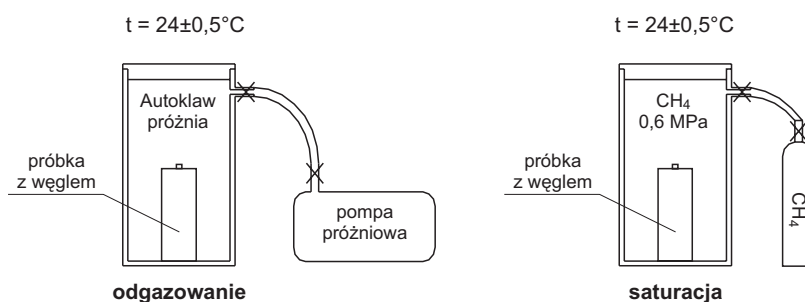 t = 24±0,5°C
Autoklaw
próżnia
próbka
z węglem
pompa
próżniowa
odgazowanie
t = 24±0,5°C
CH₄
0,6 MPa
próbka
z węglem
CH₄
saturacja